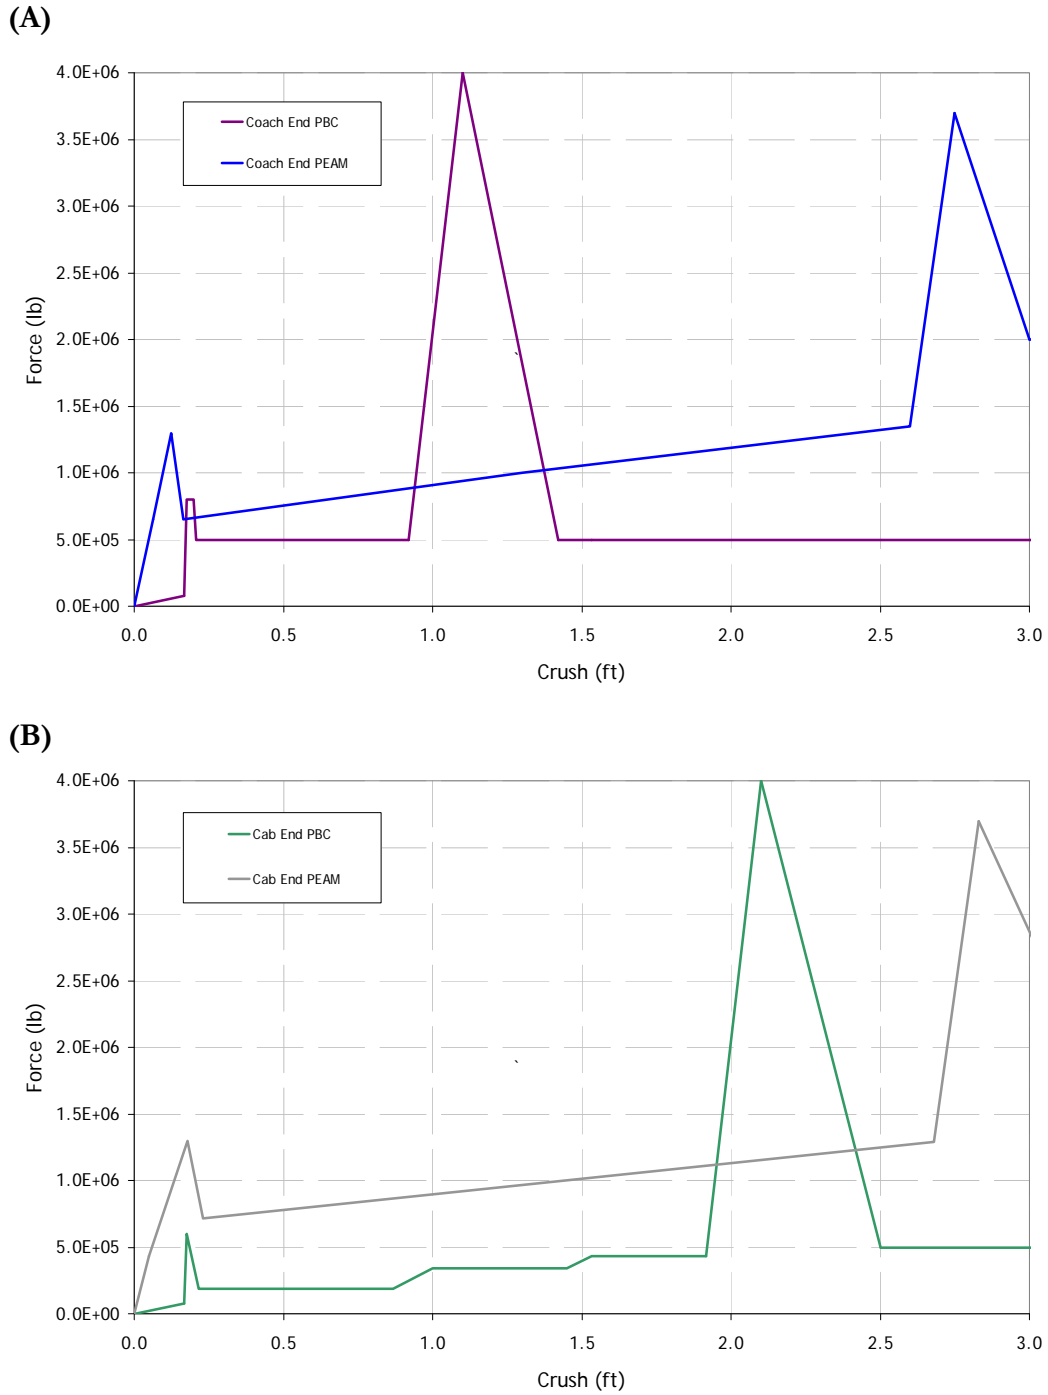 (A)
4.0E+06
3.5E+06
3.0E+06
2.5E+06
2.0E+06
1.5E+06
1.0E+06
5.0E+05
0.0E+00
Force (lb)
Coach End PBC
Coach End PEAM
`
0.0 0.5 1.0 1.5 2.0 2.5 3.0
Crush (ft)
(B)
4.0E+06
3.5E+06
3.0E+06
2.5E+06
2.0E+06
1.5E+06
1.0E+06
5.0E+05
0.0E+00
Force (lb)
Cab End PBC
Cab End PEAM
`
0.0 0.5 1.0 1.5 2.0 2.5 3.0
Crush (ft)